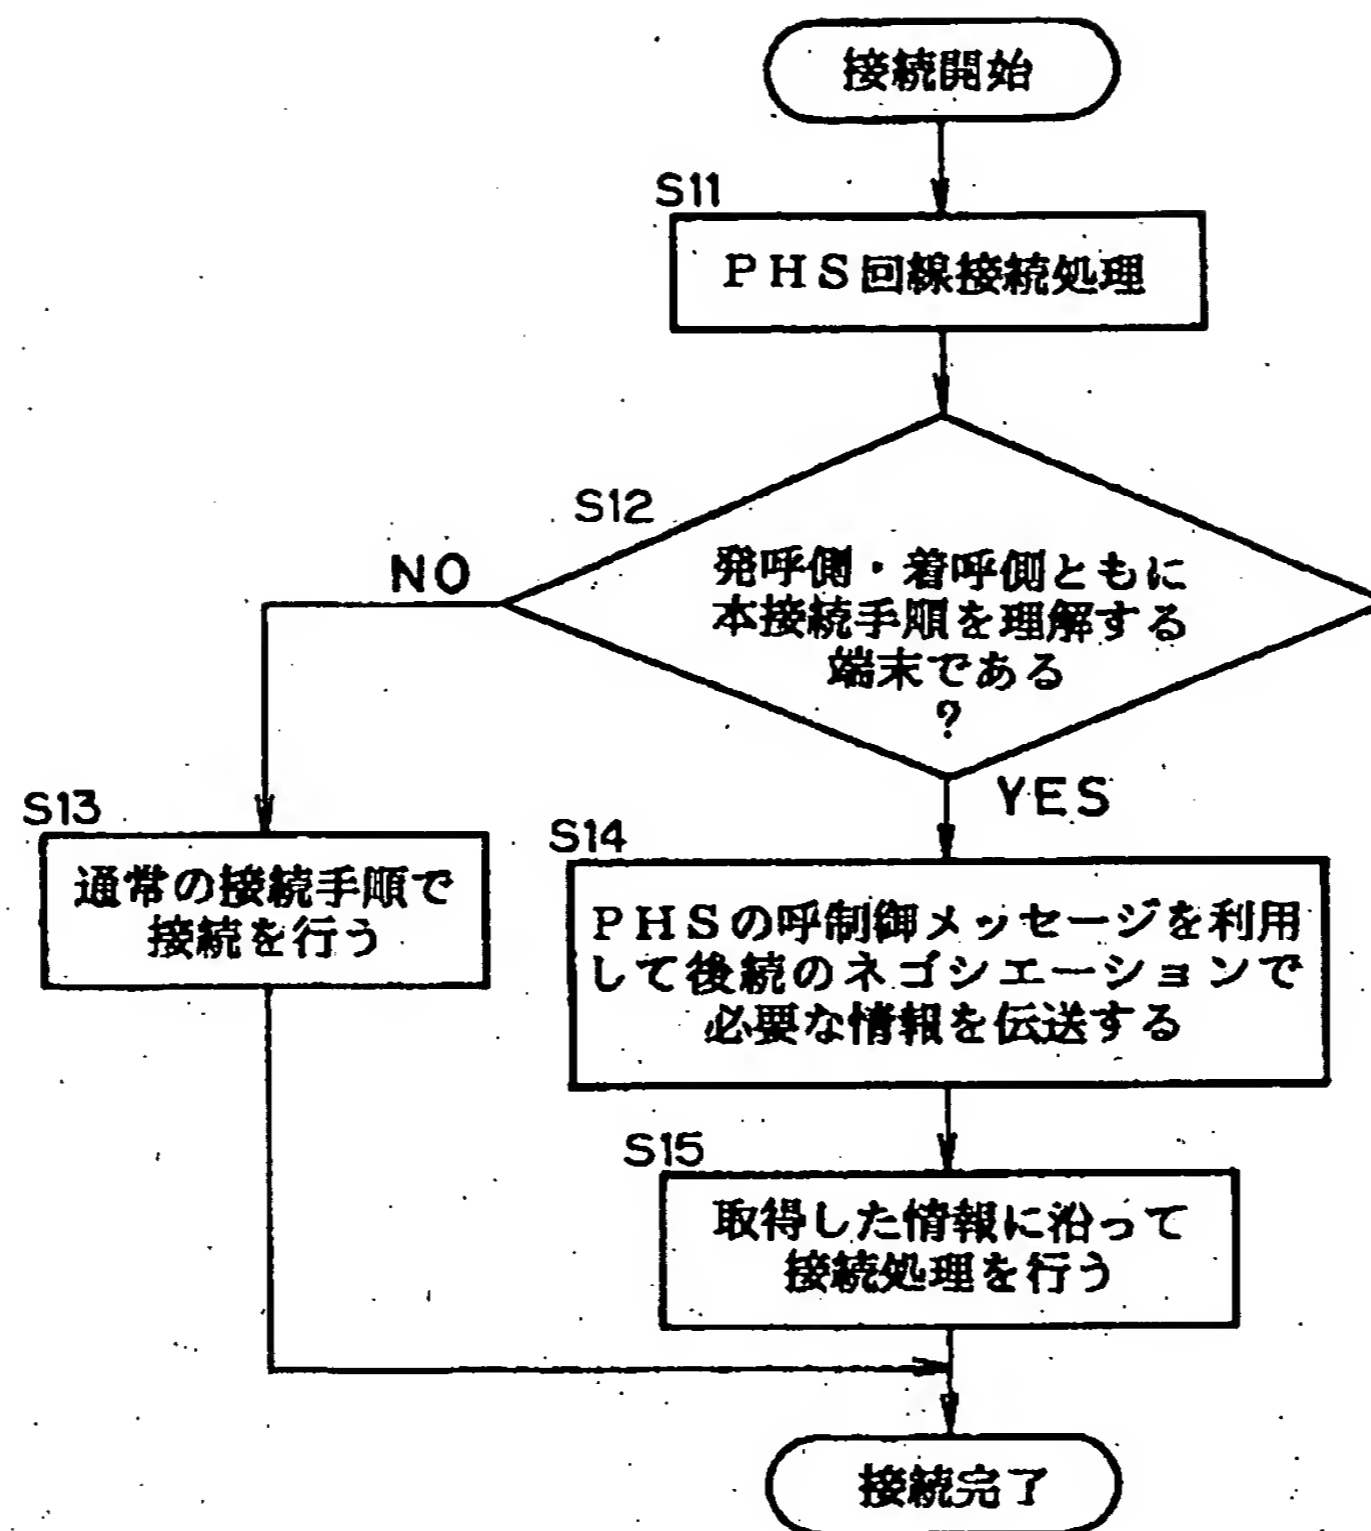 接続開始
S11
PHS回線接続処理
S12
NO
発呼側・着呼側ともに
本接続手順を理解する
端末である
?
YES
S13
通常の接続手順で
接続を行う
S14
PHSの呼制御メッセージを利用
して後続のネゴシエーションで
必要な情報を伝送する
S15
取得した情報に沿って
接続処理を行う
接続完了